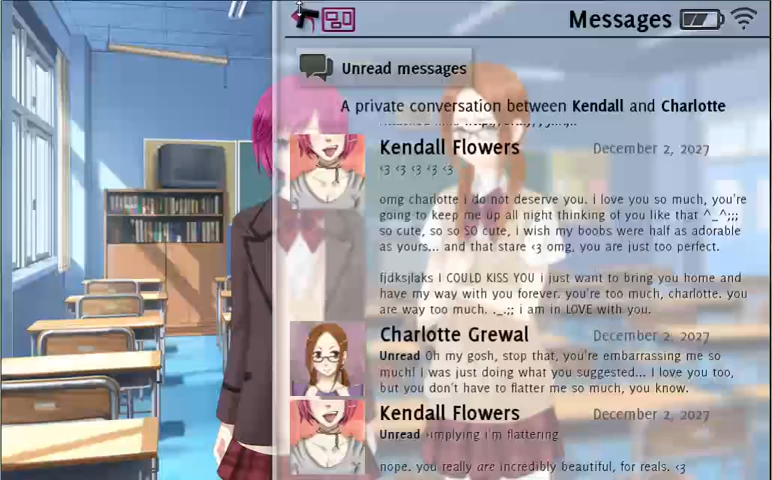 Messages
Unread messages
A private conversation between Kendall and Charlotte
Kendall Flowers December 2, 2027
<3 <3 <3 <3 <3
omg charlotte i do not deserve you. i love you so much, you're
going to keep me up all night thinking of you like that ^_^;;;
so cute, so so SO cute, i wish my boobs were half as adorable
as yours... and that stare <3 omg, you are just too perfect.
fjdksjlaks I COULD KISS YOU i just want to bring you home and
have my way with you forever. you're too much, charlotte. you
are way too much. ._.;; i am in LOVE with you.
Charlotte Grewal December 2, 2027
Unread Oh my gosh, stop that, you're embarrassing me so
much! I was just doing what you suggested... I love you too,
but you don't have to flatter me so much, you know.
Kendall Flowers December 2, 2027
Unread >implying i'm flattering
nope. you really are incredibly beautiful, for reals. <3